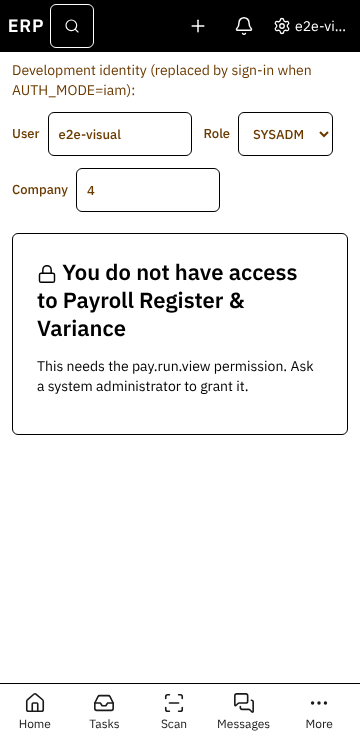 ERP
e2e-vi...
Development identity (replaced by sign-in when
AUTH_MODE=iam):
User
e2e-visual
Role
SYSADM
Company
4
You do not have access
to Payroll Register &
Variance
This needs the pay.run.view permission. Ask
a system administrator to grant it.
Home
Tasks
Scan
Messages
More